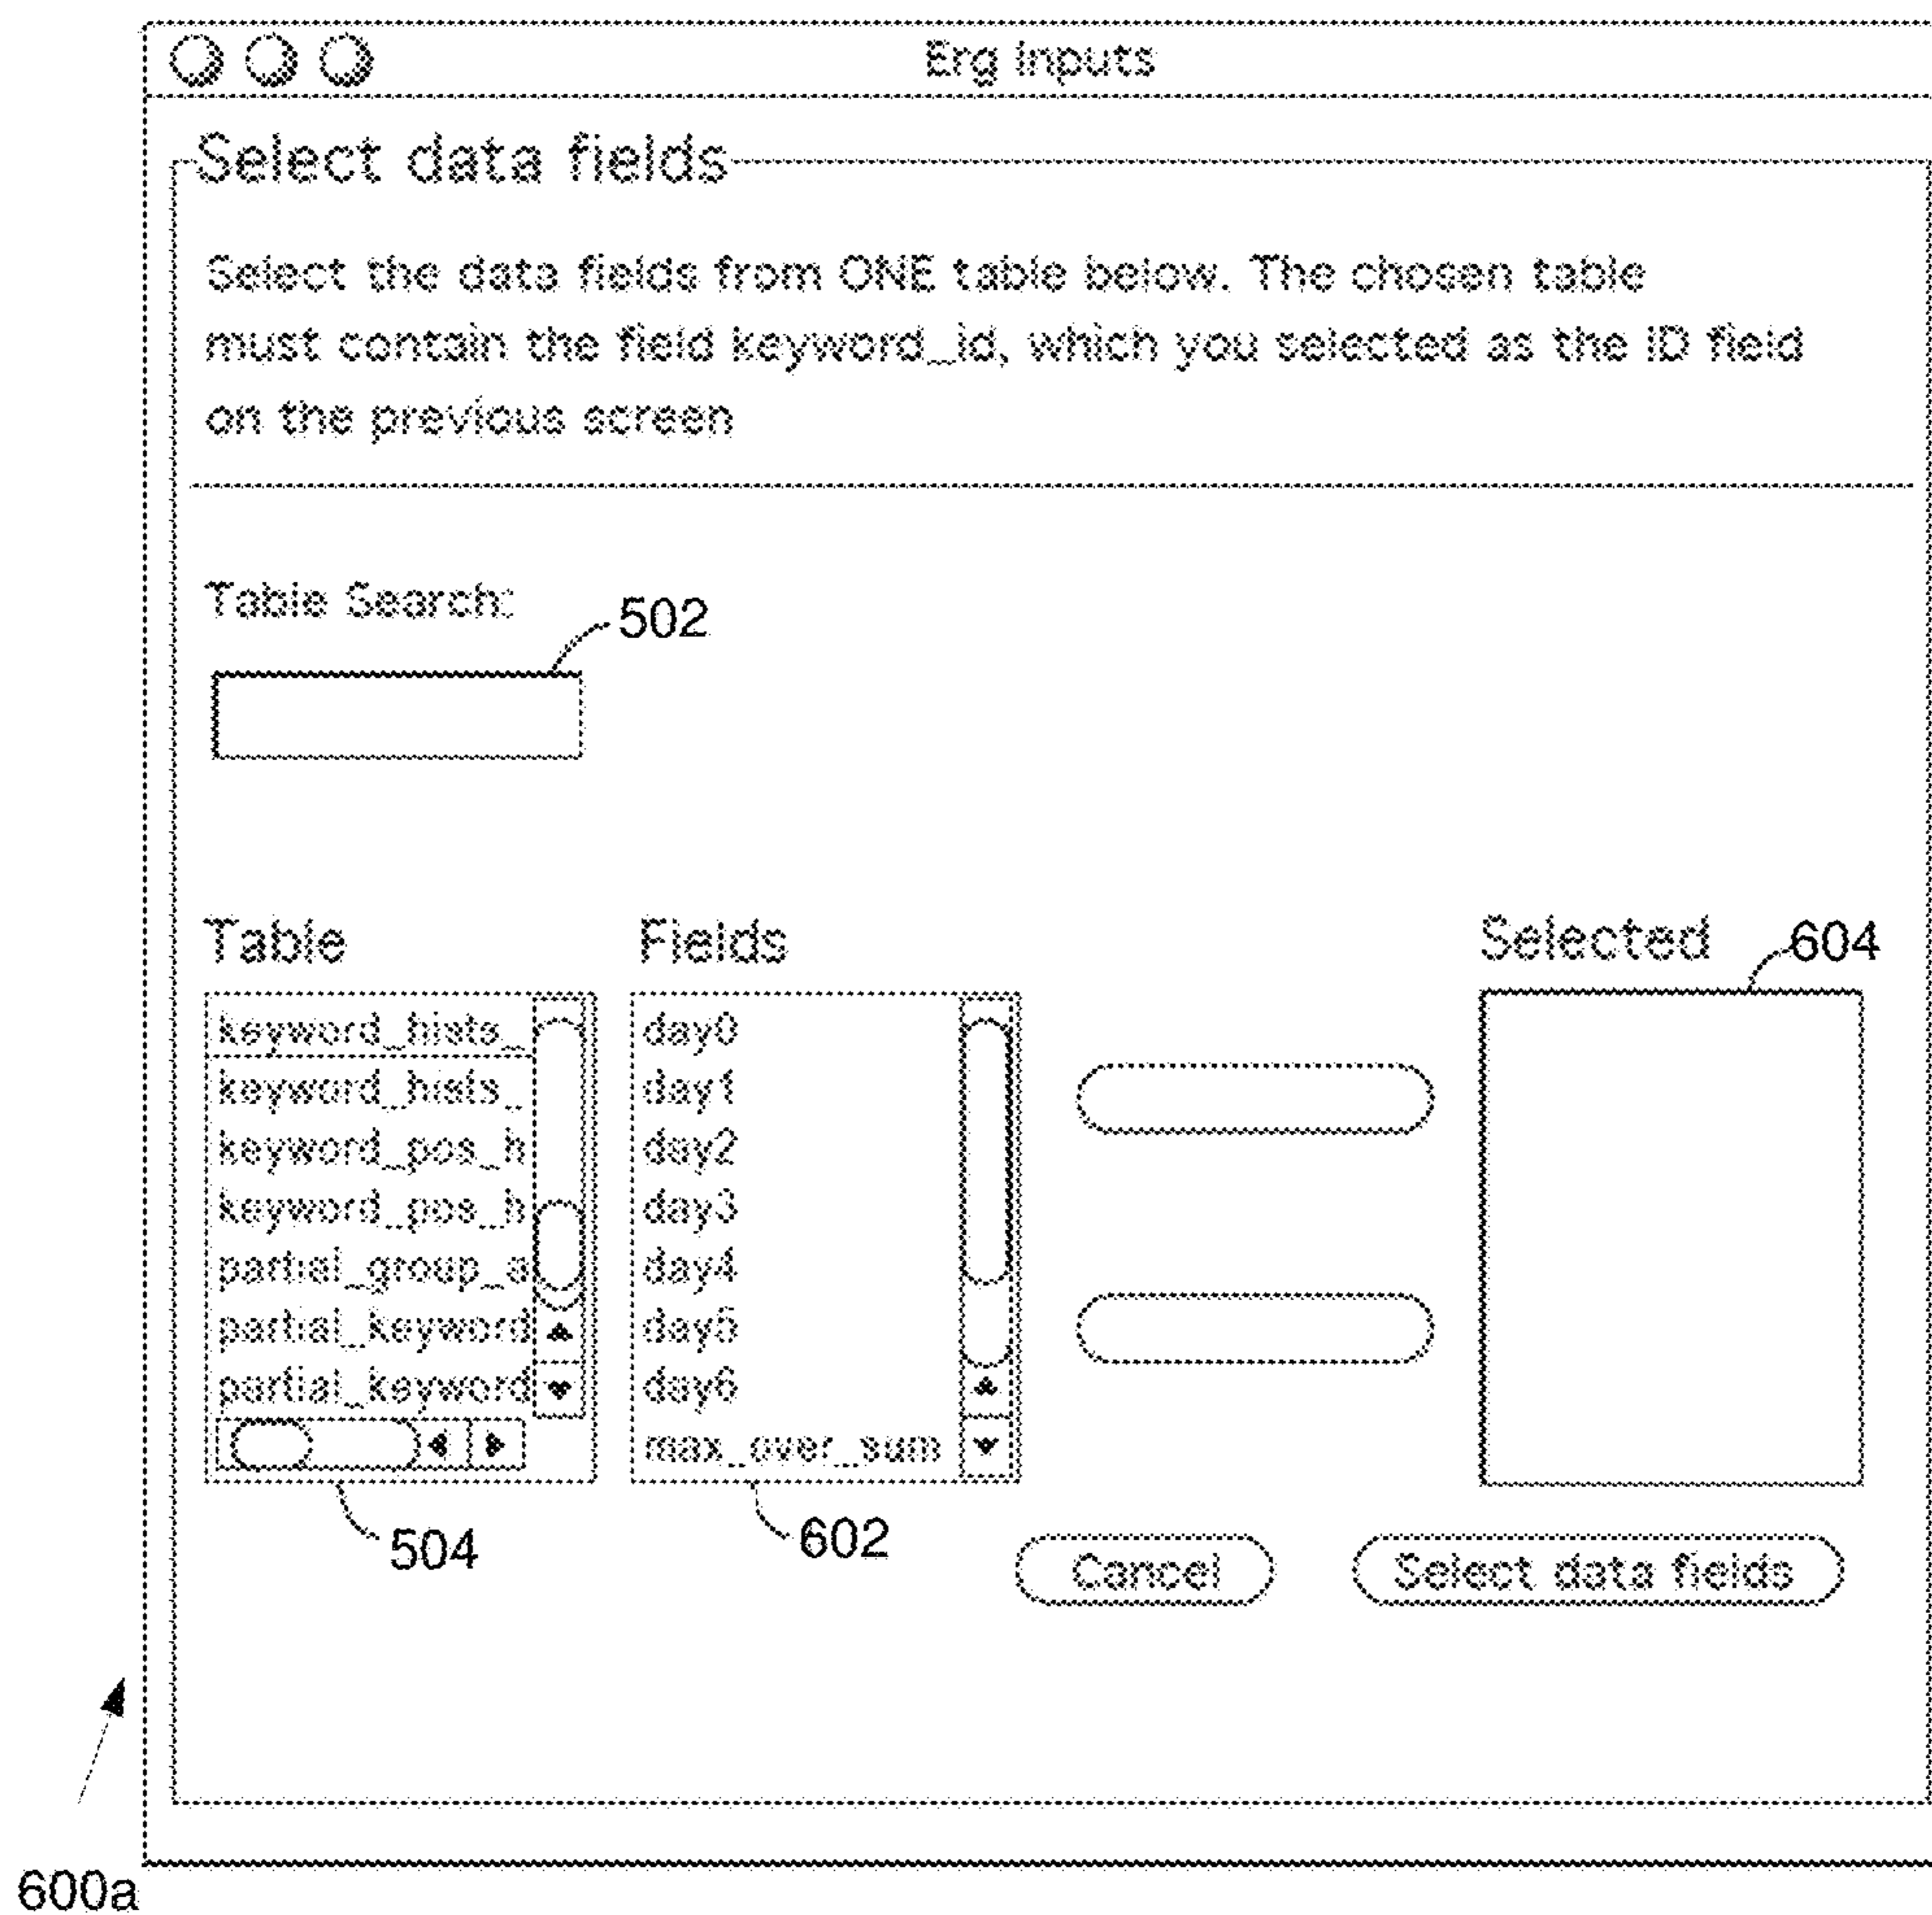 Erg inputs
Select data fields
Select the data fields from ONE table below. The chosen table
must contain the field keyword_id, which you selected as the ID field
on the previous screen
Table Search:
502
Table
Fields
Selected
604
keyword_hists_
keyword_hists_
keyword_pos_h
keyword_pos_h
partial_group_a
partial_keyword
partial_keyword
day0
day1
day2
day3
day4
day5
day6
max_over_sum
504
602
Cancel
Select data fields
600a